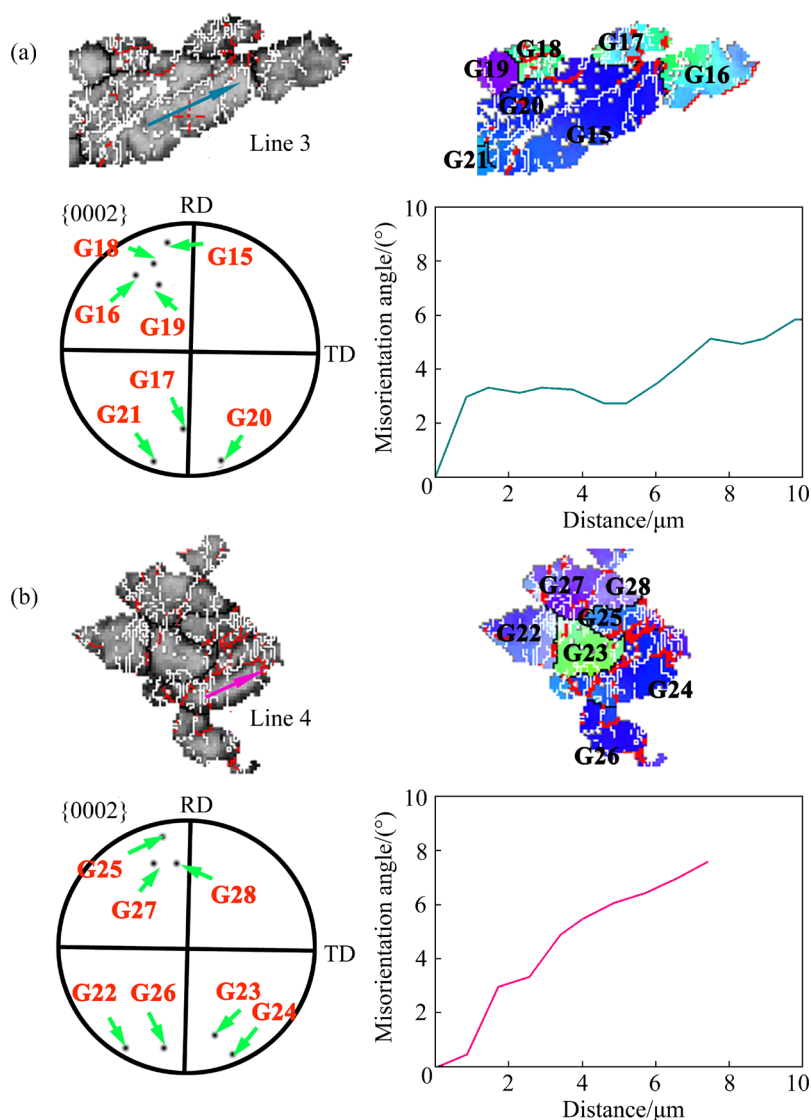 (a)
Line 3
G17
G18
G19
G16
G20
G15
G21
{0002}
RD
G18
G15
G16
G19
TD
G17
G21
G20
Misorientation angle/(°)
10
8
6
4
2
0
2
4
6
8
10
Distance/μm
(b)
Line 4
G27
G28
G25
G22
G23
G24
G26
{0002}
RD
G25
G27
G28
TD
G22
G26
G23
G24
Misorientation angle/(°)
10
8
6
4
2
0
2
4
6
8
10
Distance/μm